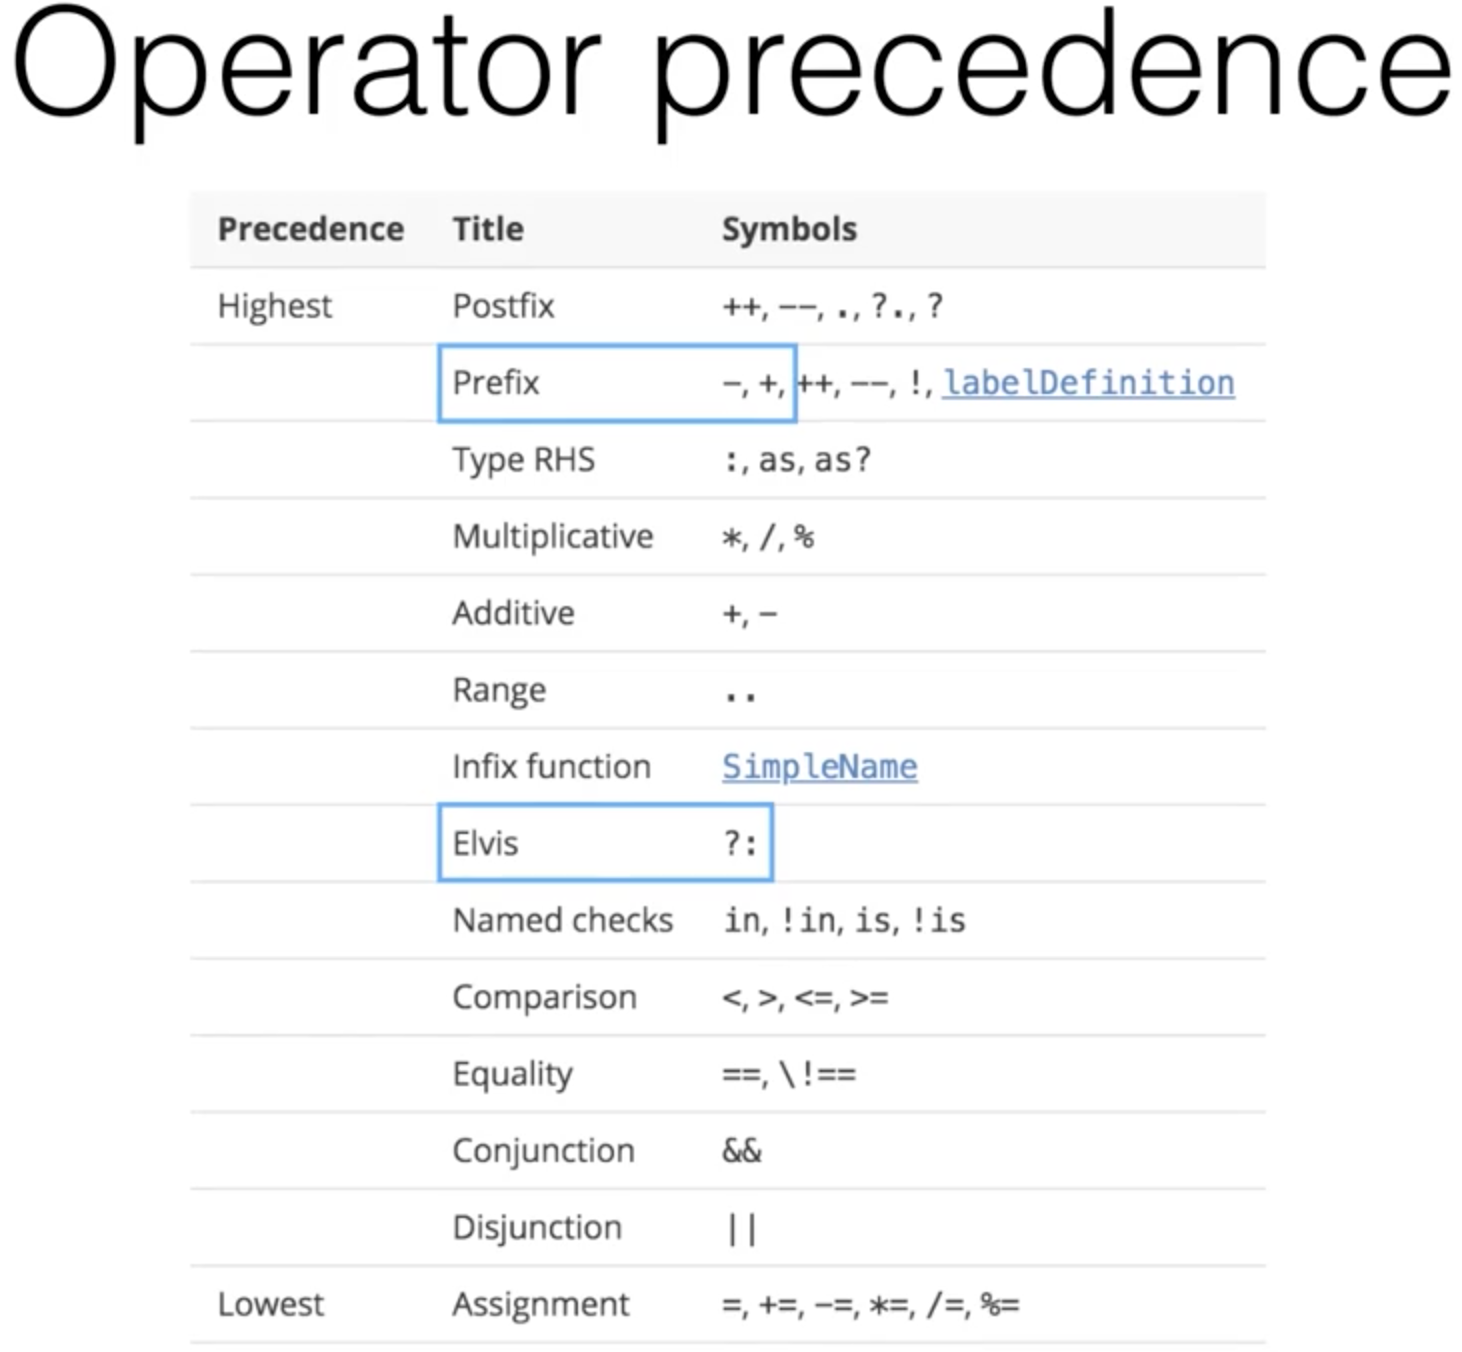 Operator precedence
Precedence Title Symbols
Highest Postfix ++, --, ., ?., ?
Prefix -, +, ++, --, !, labelDefinition
Type RHS :, as, as?
Multiplicative *, /, %
Additive +, -
Range ..
Infix function SimpleName
Elvis ?:
Named checks in, !in, is, !is
Comparison <, >, <=, >=
Equality ==, \!==
Conjunction &&
Disjunction ||
Lowest Assignment =, +=, -=, *=, /=, %=